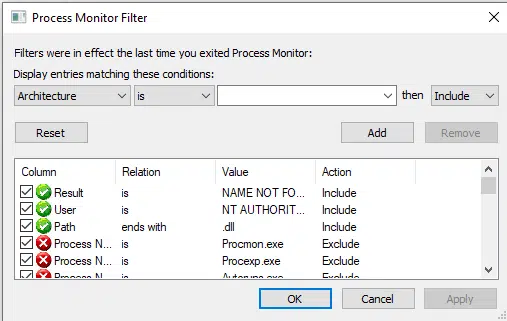 Process Monitor Filter
Filters were in effect the last time you exited Process Monitor:
Display entries matching these conditions:
Architecture is then Include
Reset Add Remove
Column Relation Value Action
Result is NAME NOT FO... Include
User is NT AUTHORIT... Include
Path ends with .dll Include
Process N... is Procmon.exe Exclude
Process N... is Procexp.exe Exclude
Process N... is Autoruns.exe Exclude
OK Cancel Apply